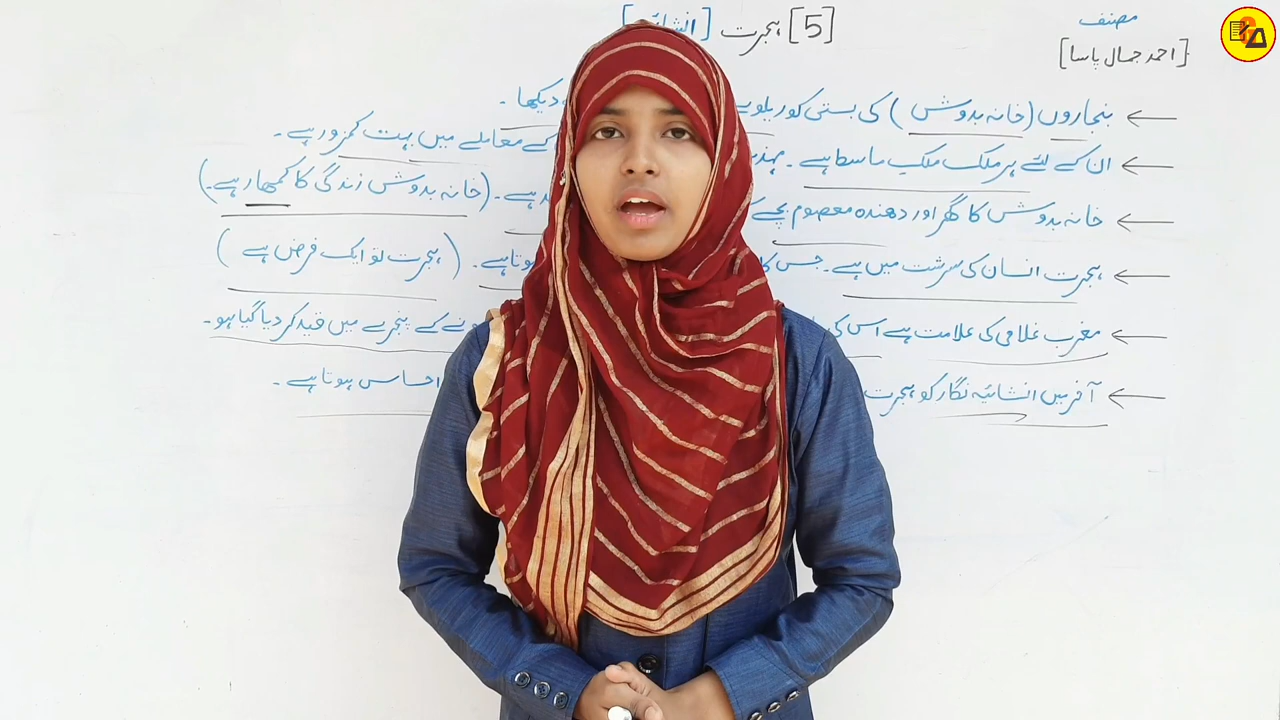 [5] ہجرت [انشائیہ]
مصنف
[احمد جمال پاسا]
← بنجاروں (خانہ بدوش) کی بستی کو ریلوے دیکھا ۔
← ان کے لئے ہر ملک ملکِ ماسطا ہے ۔ کے معاملے میں بہت کمزور ہے ۔
← خانہ بدوش کا گھر اور دھندہ معصوم بچے ہے ۔ (خانہ بدوش زندگی کا کمھار ہے ۔)
← ہجرت انسان کی سرشت میں ہے ۔ جس کا ہوتا ہے ۔ (ہجرت تو ایک فرض ہے)
← مغرب غلامی کی علامت ہے اس کی کے پنجرے میں قید کر دیا گیا ہو ۔
← آخر میں انشائیہ نگار کو ہجرت احساس ہوتا ہے ۔